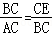 BC/AC = CE/BC